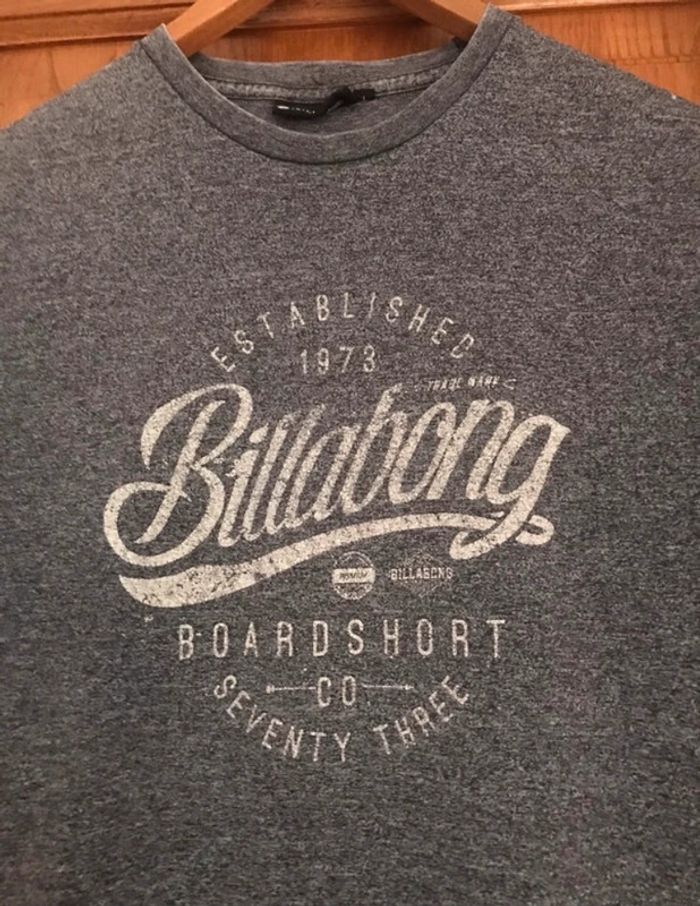 ESTABLISHED
1973
TRADE MARK
Billabong
BILLABONG
BOARDSHORT
CO
SEVENTY THREE